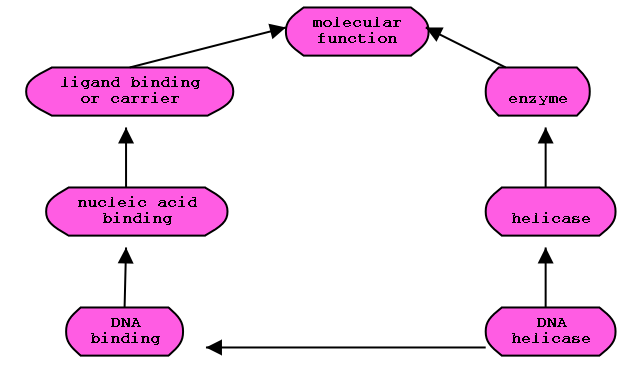 molecular
function
ligand binding
or carrier
enzyme
nucleic acid
binding
helicase
DNA
binding
DNA
helicase